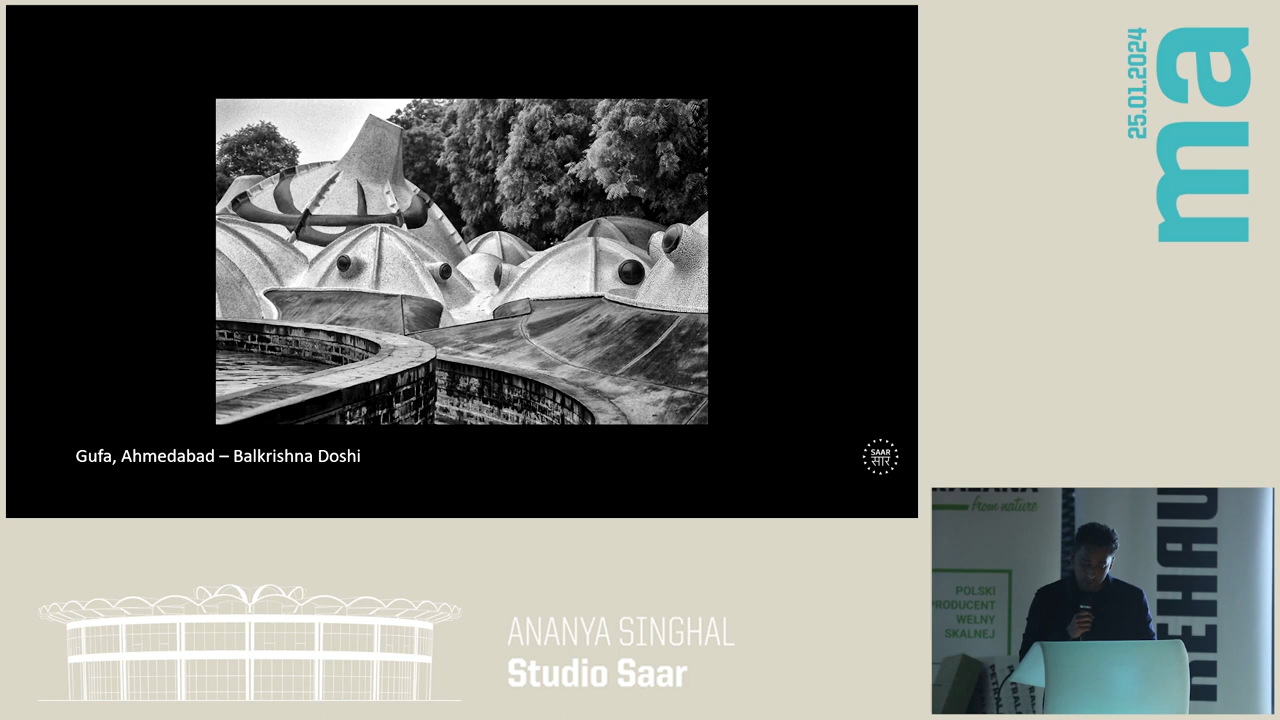 25.01.2024
ma
Gufa, Ahmedabad – Balkrishna Doshi
SAAR
सार
ANANYA SINGHAL
Studio Saar
from nature
POLSKI
PRODUCENT
WEŁNY
SKALNEJ
REHAU